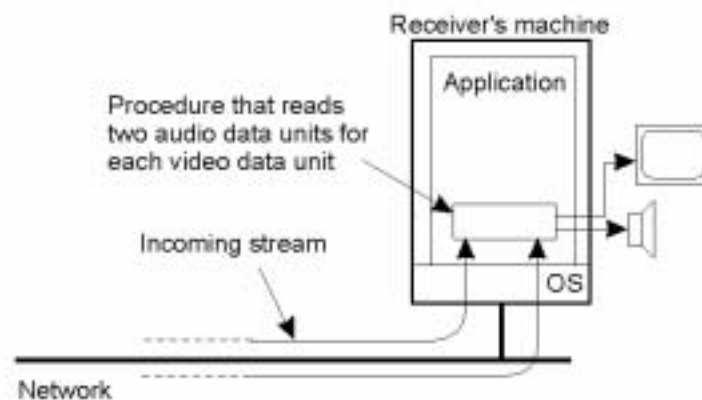 Receiver's machine
Application
Procedure that reads
two audio data units for
each video data unit
Incoming stream
OS
Network